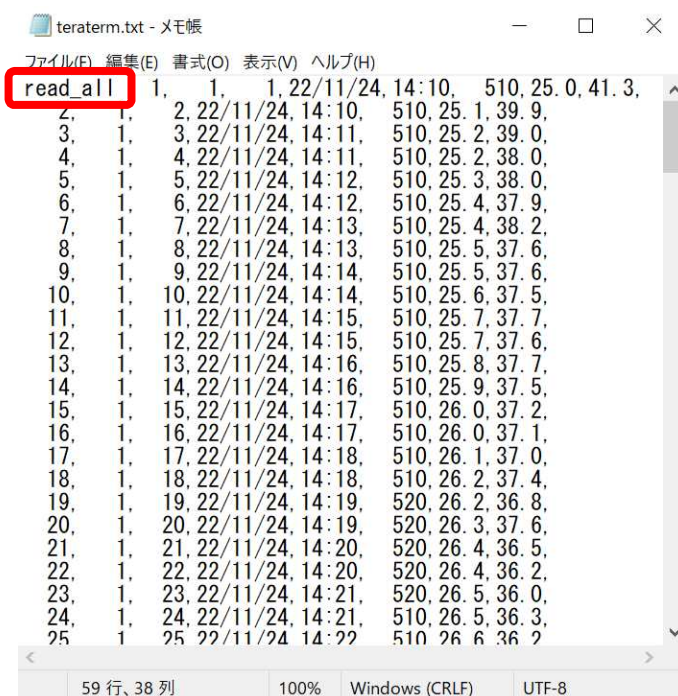 teraterm.txt - メモ帳
ファイル(F) 編集(E) 書式(O) 表示(V) ヘルプ(H)
read_all 1, 1, 1,22/11/24,14:10, 510,25.0,41.3,
2, 1, 2,22/11/24,14:10, 510,25.1,39.9,
3, 1, 3,22/11/24,14:11, 510,25.2,39.0,
4, 1, 4,22/11/24,14:11, 510,25.2,38.0,
5, 1, 5,22/11/24,14:12, 510,25.3,38.0,
6, 1, 6,22/11/24,14:12, 510,25.4,37.9,
7, 1, 7,22/11/24,14:13, 510,25.4,38.2,
8, 1, 8,22/11/24,14:13, 510,25.5,37.6,
9, 1, 9,22/11/24,14:14, 510,25.5,37.6,
10, 1, 10,22/11/24,14:14, 510,25.6,37.5,
11, 1, 11,22/11/24,14:15, 510,25.7,37.7,
12, 1, 12,22/11/24,14:15, 510,25.7,37.6,
13, 1, 13,22/11/24,14:16, 510,25.8,37.7,
14, 1, 14,22/11/24,14:16, 510,25.9,37.5,
15, 1, 15,22/11/24,14:17, 510,26.0,37.2,
16, 1, 16,22/11/24,14:17, 510,26.0,37.1,
17, 1, 17,22/11/24,14:18, 510,26.1,37.0,
18, 1, 18,22/11/24,14:18, 510,26.2,37.4,
19, 1, 19,22/11/24,14:19, 520,26.2,36.8,
20, 1, 20,22/11/24,14:19, 520,26.3,37.6,
21, 1, 21,22/11/24,14:20, 520,26.4,36.5,
22, 1, 22,22/11/24,14:20, 520,26.4,36.2,
23, 1, 23,22/11/24,14:21, 520,26.5,36.0,
24, 1, 24,22/11/24,14:21, 510,26.5,36.3,
25 1 25 22/11/24 14:22 510 26 6 36 2
59 行、38 列 100% Windows (CRLF) UTF-8